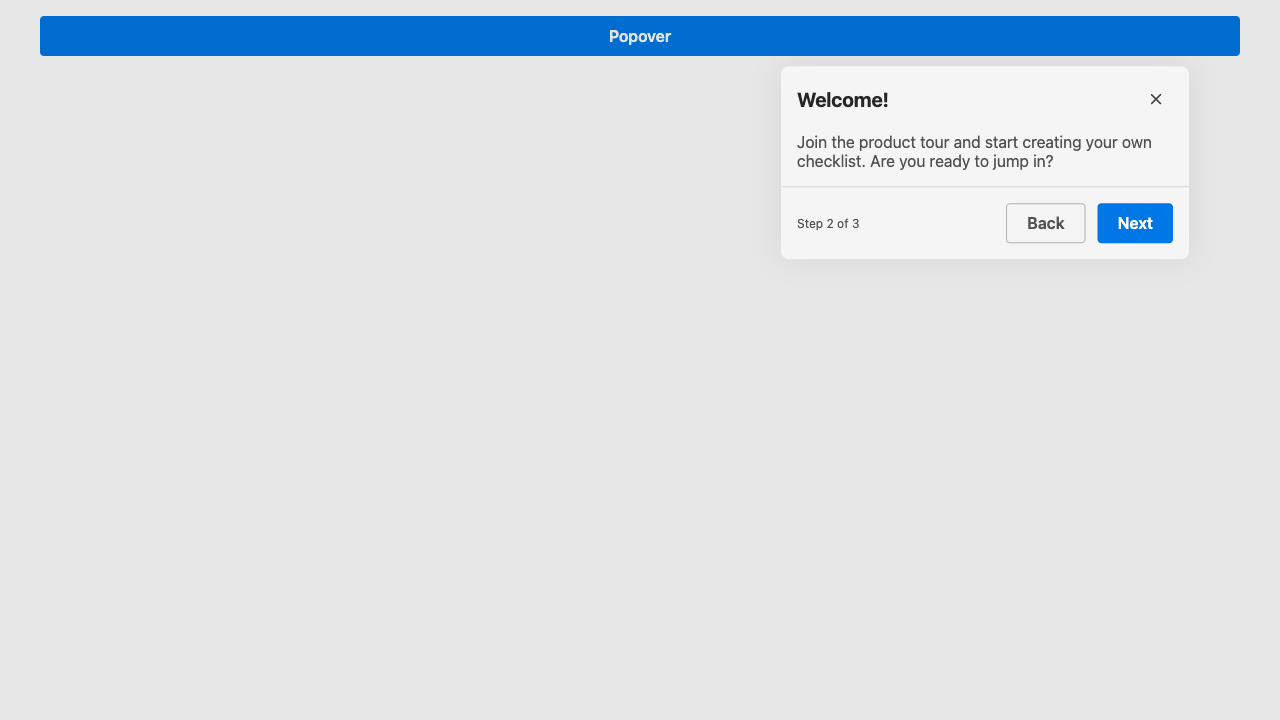 Popover
Welcome!
Join the product tour and start creating your own
checklist. Are you ready to jump in?
Step 2 of 3
Back
Next